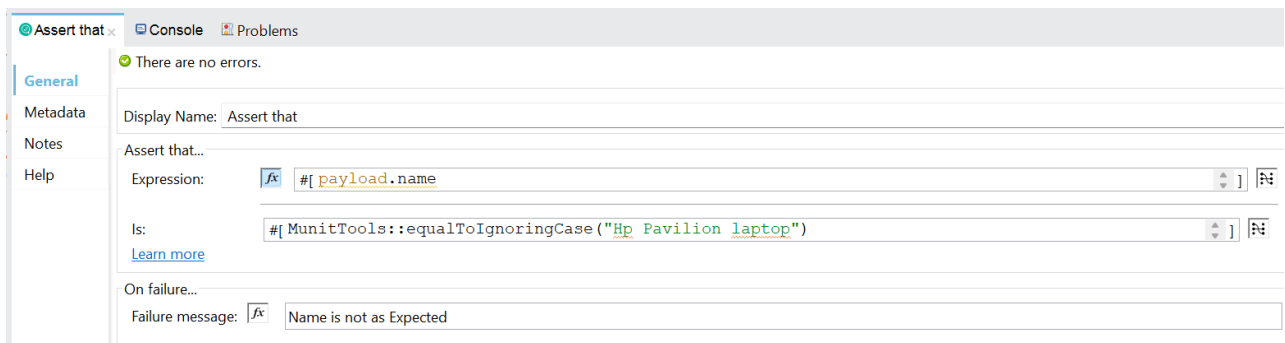 Assert that Console Problems
There are no errors.
General
Metadata
Notes
Help
Display Name: Assert that
Assert that...
Expression: fx #[ payload.name ]
Is: #[ MunitTools::equalToIgnoringCase("Hp Pavilion laptop") ]
Learn more
On failure...
Failure message: fx Name is not as Expected